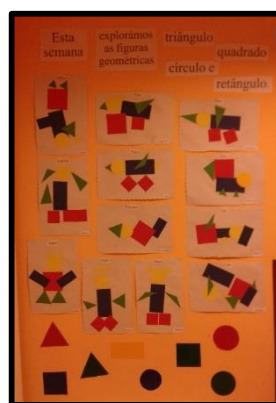 Esta
semana
explorámos
as figuras
geométricas
triângulo
quadrado
círculo e
retângulo.